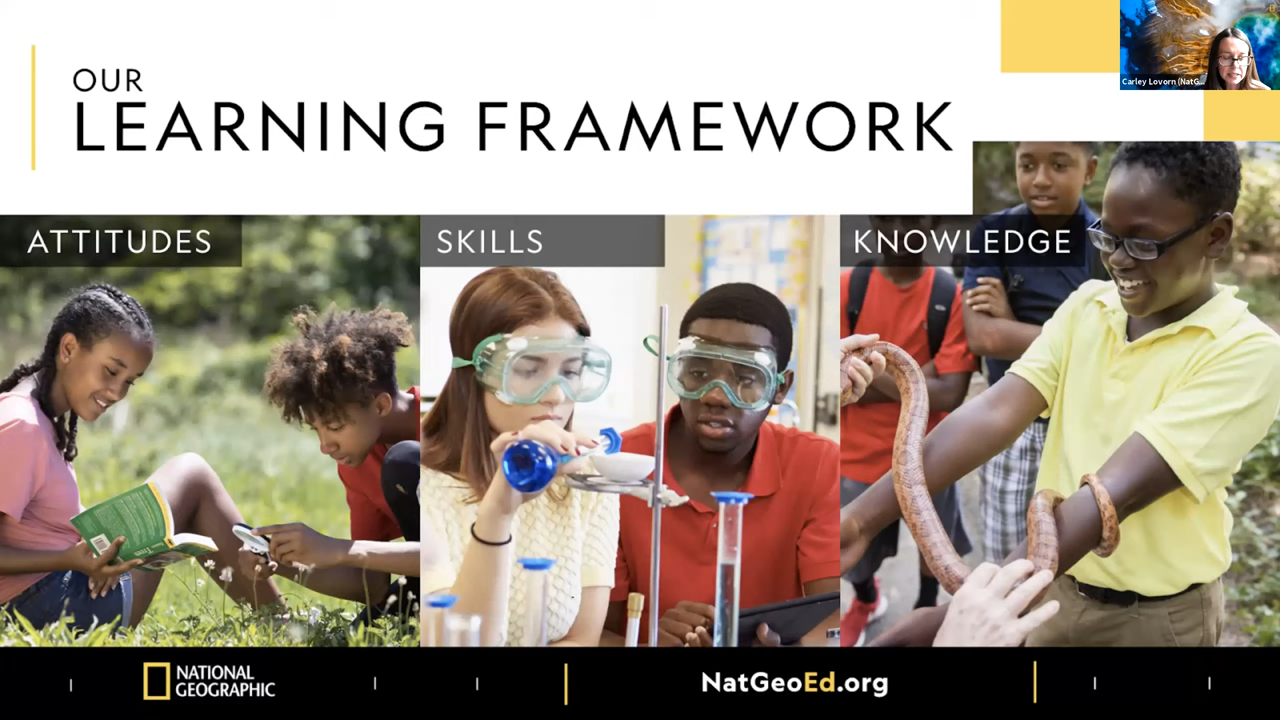 OUR
LEARNING FRAMEWORK
Carley Lovorn (NatG...
ATTITUDES
SKILLS
KNOWLEDGE
NATIONAL
GEOGRAPHIC
NatGeoEd.org